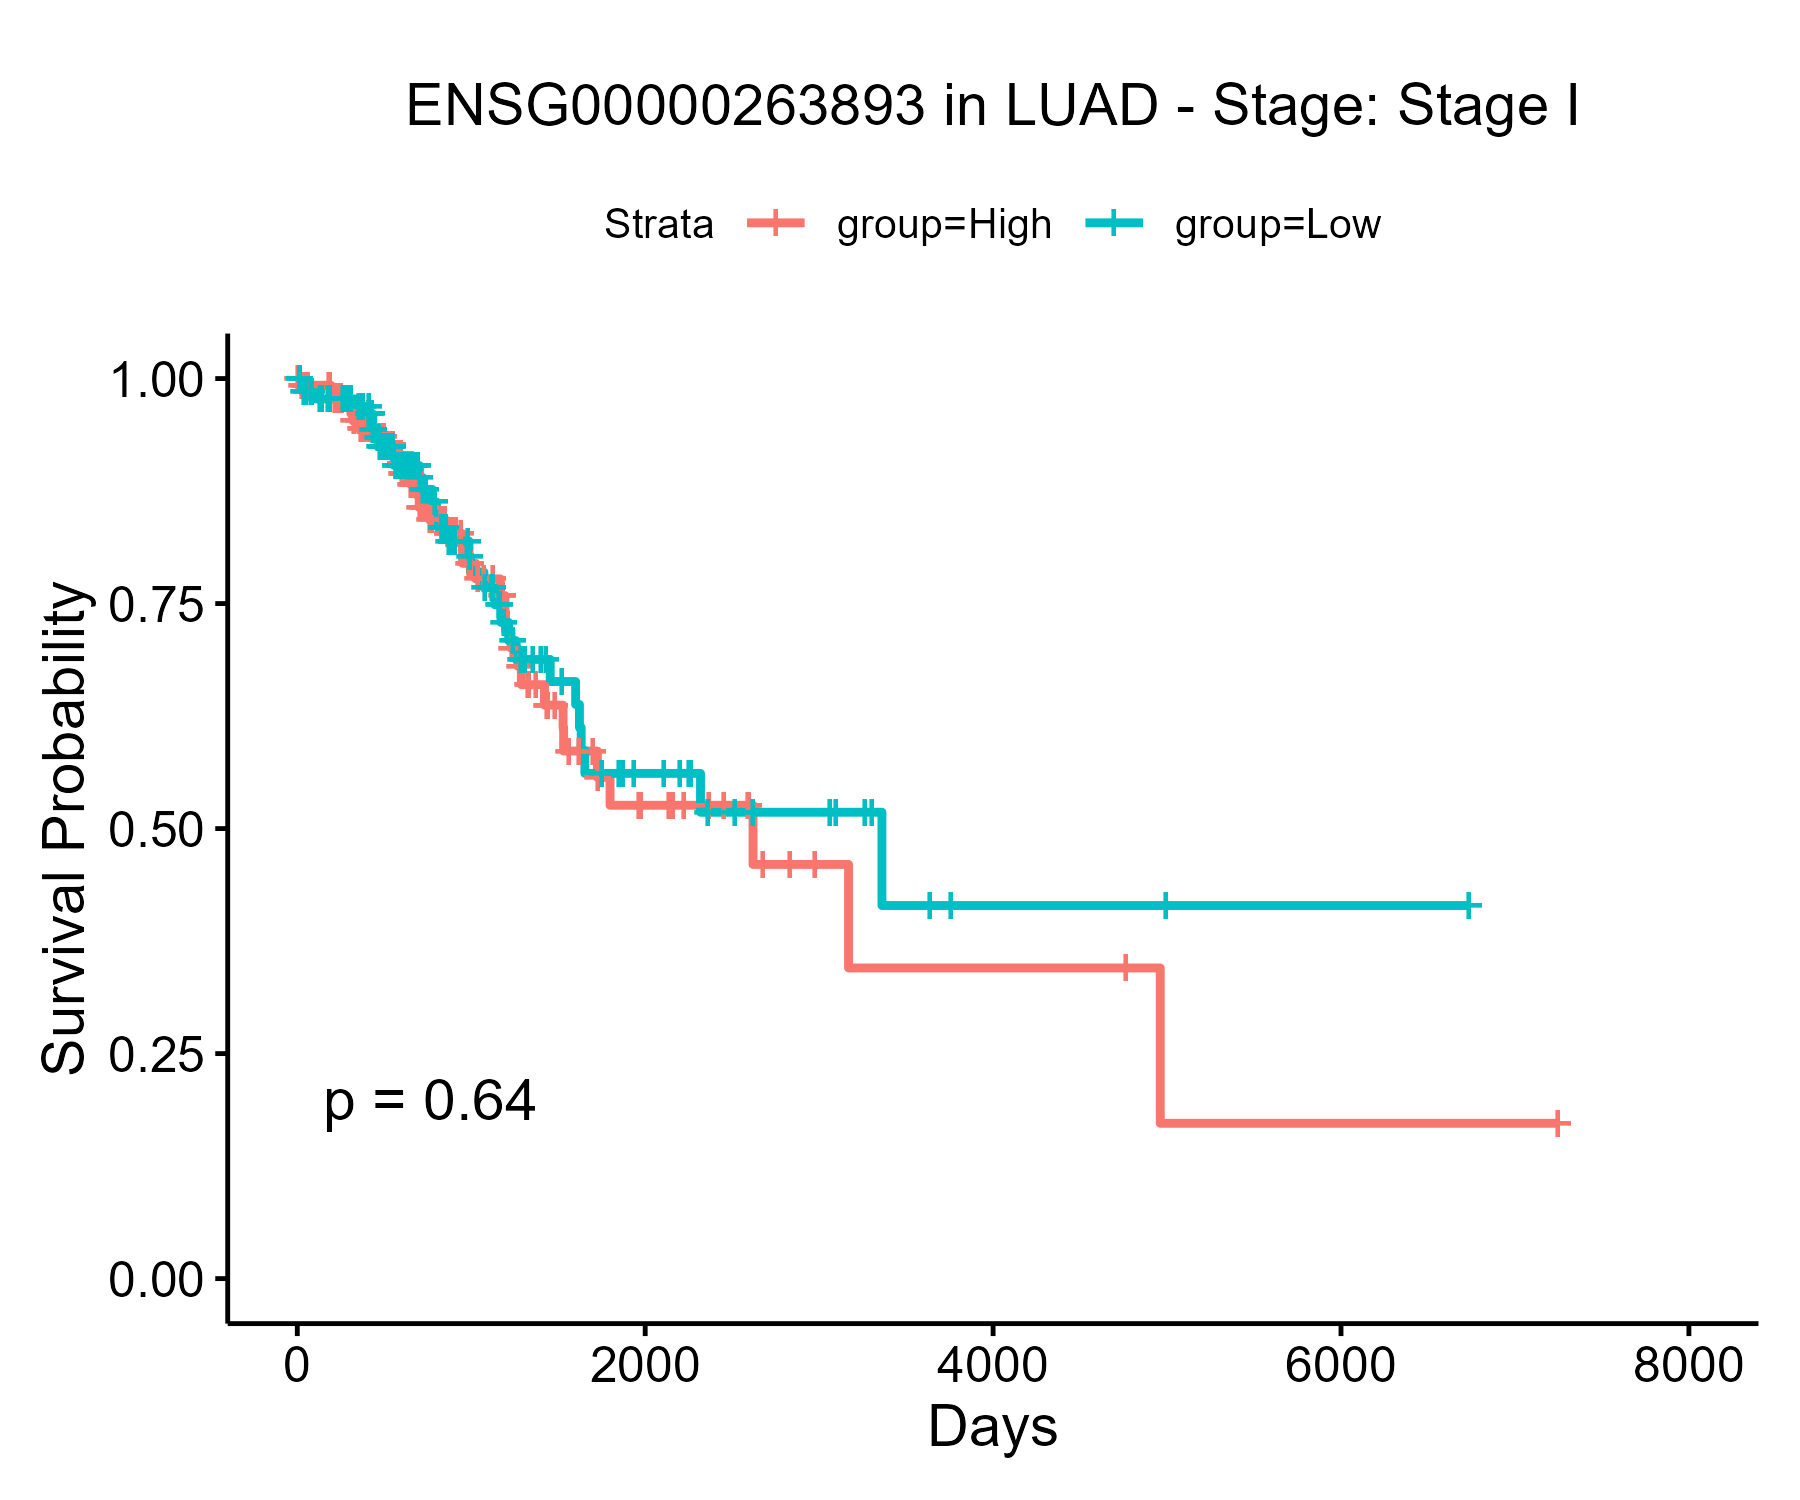 ENSG00000263893 in LUAD - Stage: Stage I
Strata group=High group=Low
Survival Probability
1.00
0.75
0.50
0.25
0.00
p = 0.64
0 2000 4000 6000 8000
Days